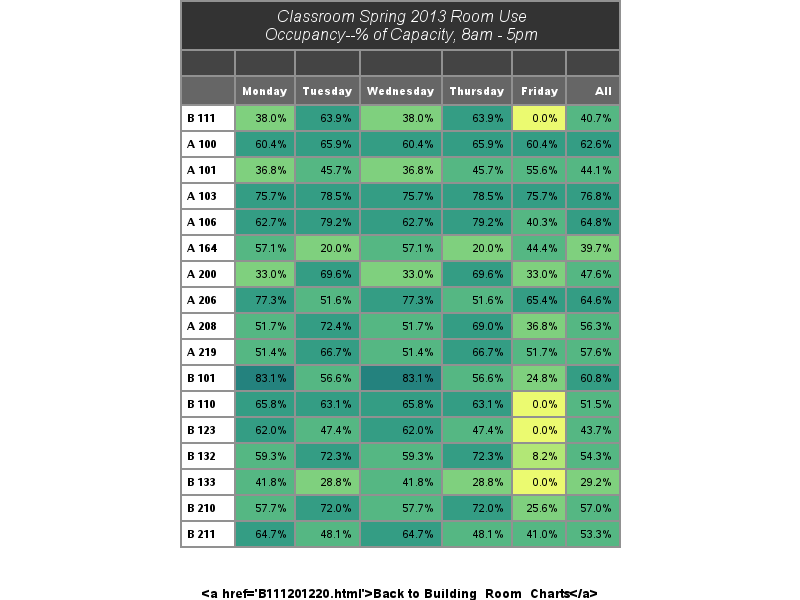 Classroom Spring 2013 Room Use
Occupancy--% of Capacity, 8am - 5pm
Monday Tuesday Wednesday Thursday Friday All
B 111 38.0% 63.9% 38.0% 63.9% 0.0% 40.7%
A 100 60.4% 65.9% 60.4% 65.9% 60.4% 62.6%
A 101 36.8% 45.7% 36.8% 45.7% 55.6% 44.1%
A 103 75.7% 78.5% 75.7% 78.5% 75.7% 76.8%
A 106 62.7% 79.2% 62.7% 79.2% 40.3% 64.8%
A 164 57.1% 20.0% 57.1% 20.0% 44.4% 39.7%
A 200 33.0% 69.6% 33.0% 69.6% 33.0% 47.6%
A 206 77.3% 51.6% 77.3% 51.6% 65.4% 64.6%
A 208 51.7% 72.4% 51.7% 69.0% 36.8% 56.3%
A 219 51.4% 66.7% 51.4% 66.7% 51.7% 57.6%
B 101 83.1% 56.6% 83.1% 56.6% 24.8% 60.8%
B 110 65.8% 63.1% 65.8% 63.1% 0.0% 51.5%
B 123 62.0% 47.4% 62.0% 47.4% 0.0% 43.7%
B 132 59.3% 72.3% 59.3% 72.3% 8.2% 54.3%
B 133 41.8% 28.8% 41.8% 28.8% 0.0% 29.2%
B 210 57.7% 72.0% 57.7% 72.0% 25.6% 57.0%
B 211 64.7% 48.1% 64.7% 48.1% 41.0% 53.3%
<a href='B111201220.html'>Back to Building_Room_Charts</a>